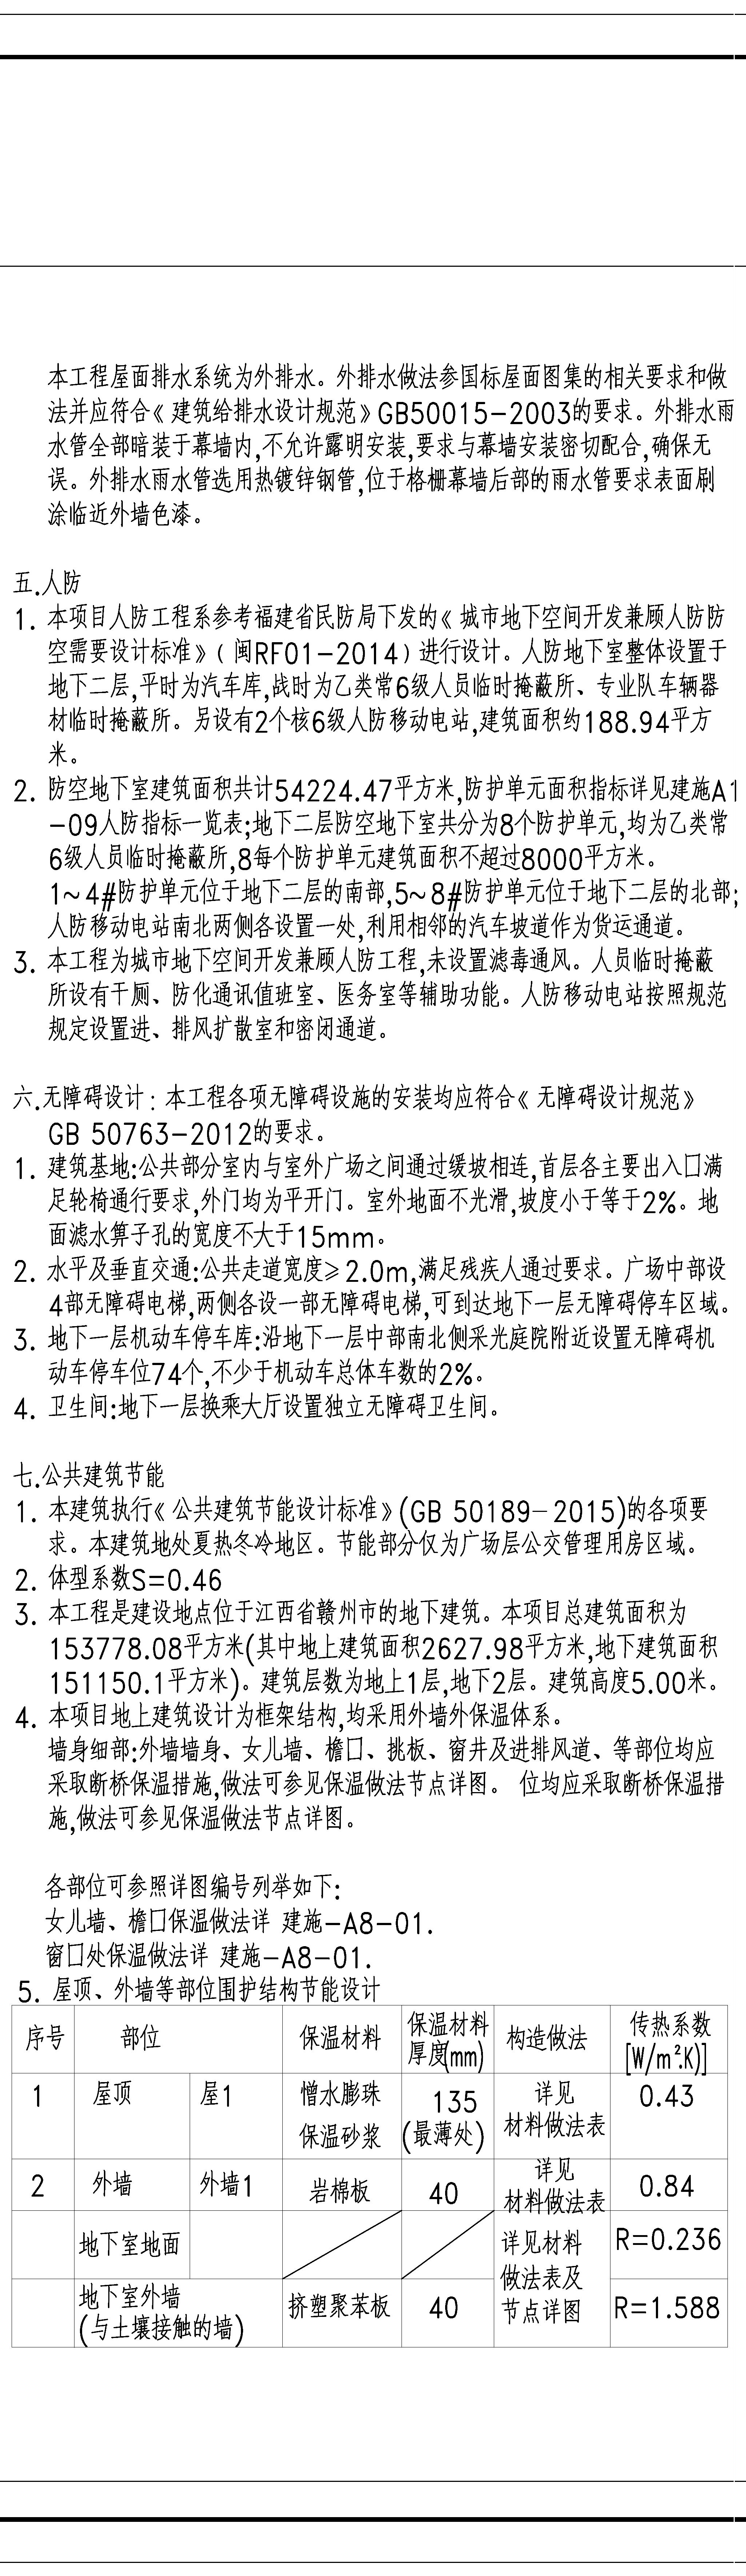 本工程屋面排水系统为外排水。外排水做法参国标屋面图集的相关要求和做
法并应符合《建筑给排水设计规范》GB50015-2003的要求。外排水雨
水管全部暗装于幕墙内,不允许露明安装,要求与幕墙安装密切配合,确保无
误。外排水雨水管选用热镀锌钢管,位于格栅幕墙后部的雨水管要求表面刷
涂临近外墙色漆。
五.人防
1. 本项目人防工程系参考福建省民防局下发的《城市地下空间开发兼顾人防防
空需要设计标准》(闽RF01-2014)进行设计。人防地下室整体设置于
地下二层,平时为汽车库,战时为乙类常6级人员临时掩蔽所、专业队车辆器
材临时掩蔽所。另设有2个核6级人防移动电站,建筑面积约188.94平方
米。
2. 防空地下室建筑面积共计54224.47平方米,防护单元面积指标详见建施A1
-09人防指标一览表;地下二层防空地下室共分为8个防护单元,均为乙类常
6级人员临时掩蔽所,8每个防护单元建筑面积不超过8000平方米。
1~4#防护单元位于地下二层的南部,5~8#防护单元位于地下二层的北部;
人防移动电站南北两侧各设置一处,利用相邻的汽车坡道作为货运通道。
3. 本工程为城市地下空间开发兼顾人防工程,未设置滤毒通风。人员临时掩蔽
所设有干厕、防化通讯值班室、医务室等辅助功能。人防移动电站按照规范
规定设置进、排风扩散室和密闭通道。
六.无障碍设计: 本工程各项无障碍设施的安装均应符合《无障碍设计规范》
GB 50763-2012的要求。
1. 建筑基地:公共部分室内与室外广场之间通过缓坡相连,首层各主要出入口满
足轮椅通行要求,外门均为平开门。室外地面不光滑,坡度小于等于2%。地
面滤水箅子孔的宽度不大于15mm。
2. 水平及垂直交通:公共走道宽度≥2.0m,满足残疾人通过要求。广场中部设
4部无障碍电梯,两侧各设一部无障碍电梯,可到达地下一层无障碍停车区域。
3. 地下一层机动车停车库:沿地下一层中部南北侧采光庭院附近设置无障碍机
动车停车位74个,不少于机动车总体车数的2%。
4. 卫生间:地下一层换乘大厅设置独立无障碍卫生间。
七.公共建筑节能
1. 本建筑执行《公共建筑节能设计标准》(GB 50189-2015)的各项要
求。本建筑地处夏热冬冷地区。节能部分仅为广场层公交管理用房区域。
2. 体型系数S=0.46
3. 本工程是建设地点位于江西省赣州市的地下建筑。本项目总建筑面积为
153778.08平方米(其中地上建筑面积2627.98平方米,地下建筑面积
151150.1平方米)。建筑层数为地上1层,地下2层。建筑高度5.00米。
4. 本项目地上建筑设计为框架结构,均采用外墙外保温体系。
墙身细部:外墙墙身、女儿墙、檐口、挑板、窗井及进排风道、等部位均应
采取断桥保温措施,做法可参见保温做法节点详图。 位均应采取断桥保温措
施,做法可参见保温做法节点详图。
各部位可参照详图编号列举如下:
女儿墙、檐口保温做法详 建施-A8-01.
窗口处保温做法详 建施-A8-01.
5. 屋顶、外墙等部位围护结构节能设计
序号 部位 保温材料 保温材料厚度(mm) 构造做法 传热系数[W/m².K)]
1 屋顶 屋1 憎水膨珠保温砂浆 135(最薄处) 详见材料做法表 0.43
2 外墙 外墙1 岩棉板 40 详见材料做法表 0.84
地下室地面 详见材料做法表及节点详图 R=0.236
地下室外墙(与土壤接触的墙) 挤塑聚苯板 40 R=1.588